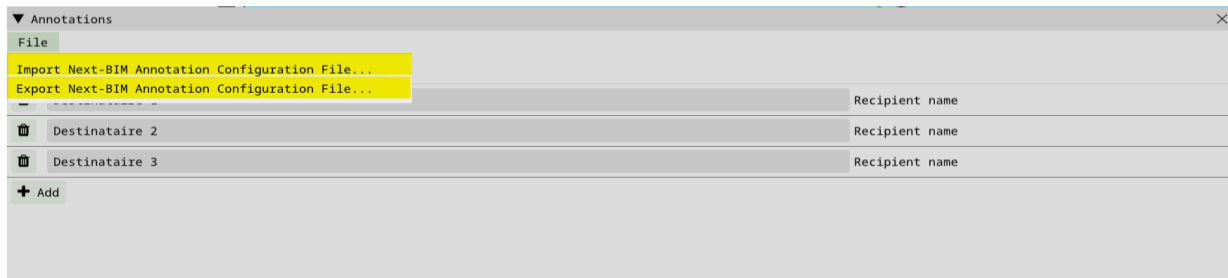 Annotations
File
Import Next-BIM Annotation Configuration File...
Export Next-BIM Annotation Configuration File...
Recipient name
Destinataire 2 Recipient name
Destinataire 3 Recipient name
Add